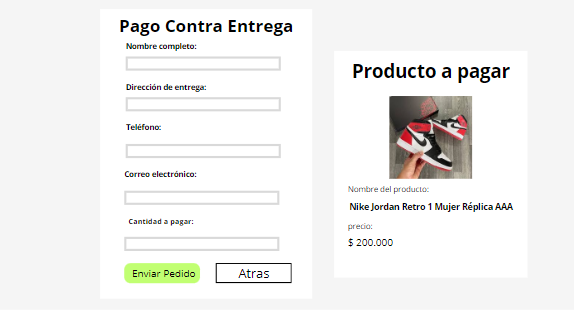 Pago Contra Entrega
Nombre completo:
Dirección de entrega:
Teléfono:
Correo electrónico:
Cantidad a pagar:
Enviar Pedido
Atras
Producto a pagar
Nombre del producto:
Nike Jordan Retro 1 Mujer Réplica AAA
precio:
$ 200.000